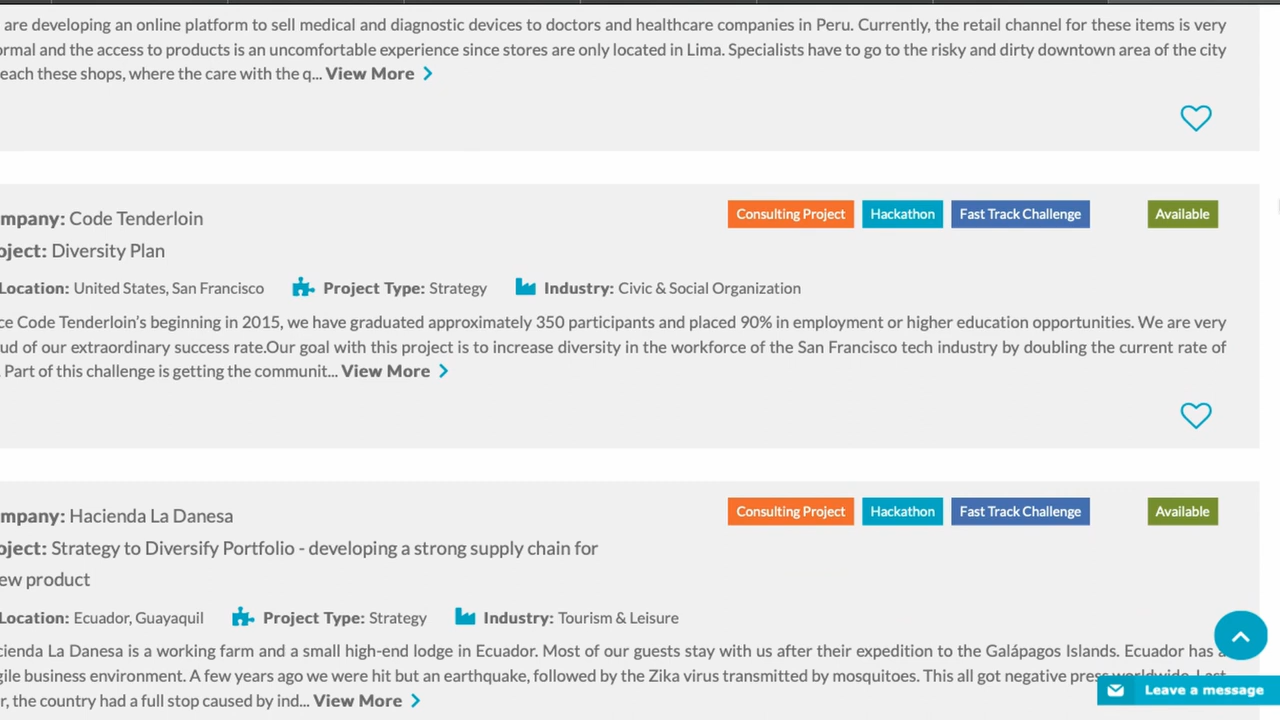 are developing an online platform to sell medical and diagnostic devices to doctors and healthcare companies in Peru. Currently, the retail channel for these items is very
ormal and the access to products is an uncomfortable experience since stores are only located in Lima. Specialists have to go to the risky and dirty downtown area of the city
each these shops, where the care with the q... View More
mpany: Code Tenderloin
Consulting Project Hackathon Fast Track Challenge Available
oject: Diversity Plan
Location: United States, San Francisco Project Type: Strategy Industry: Civic & Social Organization
ce Code Tenderloin's beginning in 2015, we have graduated approximately 350 participants and placed 90% in employment or higher education opportunities. We are very
ud of our extraordinary success rate.Our goal with this project is to increase diversity in the workforce of the San Francisco tech industry by doubling the current rate of
. Part of this challenge is getting the communit... View More
mpany: Hacienda La Danesa
Consulting Project Hackathon Fast Track Challenge Available
oject: Strategy to Diversify Portfolio - developing a strong supply chain for
ew product
Location: Ecuador, Guayaquil Project Type: Strategy Industry: Tourism & Leisure
cienda La Danesa is a working farm and a small high-end lodge in Ecuador. Most of our guests stay with us after their expedition to the Galápagos Islands. Ecuador has a
gile business environment. A few years ago we were hit but an earthquake, followed by the Zika virus transmitted by mosquitoes. This all got negative press worldwide. Last
r, the country had a full stop caused by ind... View More
Leave a message